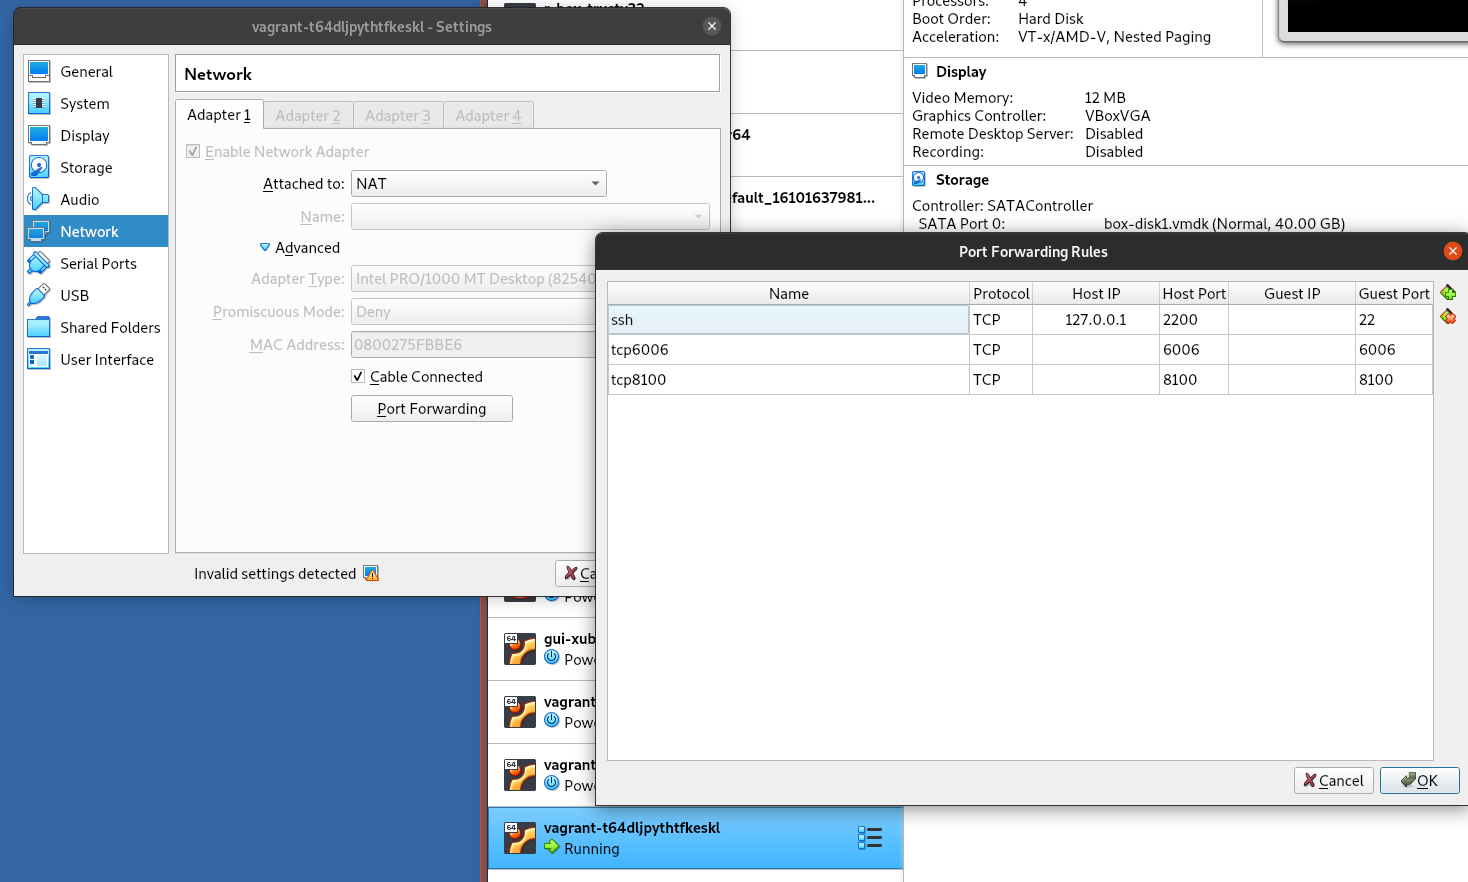 vagrant-t64dljpythtfkeskl - Settings
General
System
Display
Storage
Audio
Network
Serial Ports
USB
Shared Folders
User Interface
Network
Adapter 1
Adapter 2
Adapter 3
Adapter 4
Enable Network Adapter
Attached to: NAT
Name:
Advanced
Adapter Type: Intel PRO/1000 MT Desktop (82540
Promiscuous Mode: Deny
MAC Address: 0800275FBBE6
Cable Connected
Port Forwarding
Invalid settings detected
Ca
Processors: 4
Boot Order: Hard Disk
Acceleration: VT-x/AMD-V, Nested Paging
Display
Video Memory: 12 MB
Graphics Controller: VBoxVGA
Remote Desktop Server: Disabled
Recording: Disabled
Storage
Controller: SATAController
SATA Port 0: box-disk1.vmdk (Normal, 40.00 GB)
64
fault_16101637981...
Port Forwarding Rules
Name Protocol Host IP Host Port Guest IP Guest Port
ssh TCP 127.0.0.1 2200 22
tcp6006 TCP 6006 6006
tcp8100 TCP 8100 8100
Cancel
OK
Pow
64
gui-xub
Pow
64
vagrant
Pow
64
vagrant
Pow
64
vagrant-t64dljpythtfkeskl
Running